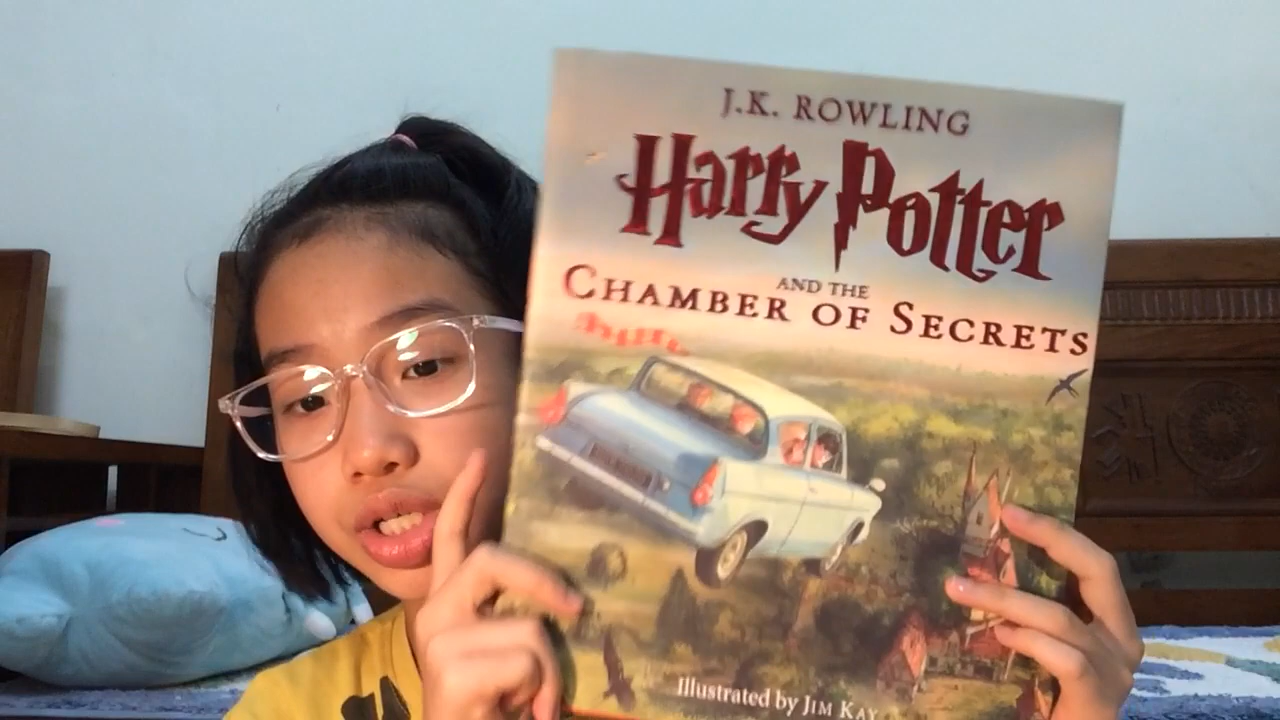 J.K. ROWLING
Harry Potter
AND THE
CHAMBER OF SECRETS
Illustrated by JIM KAY